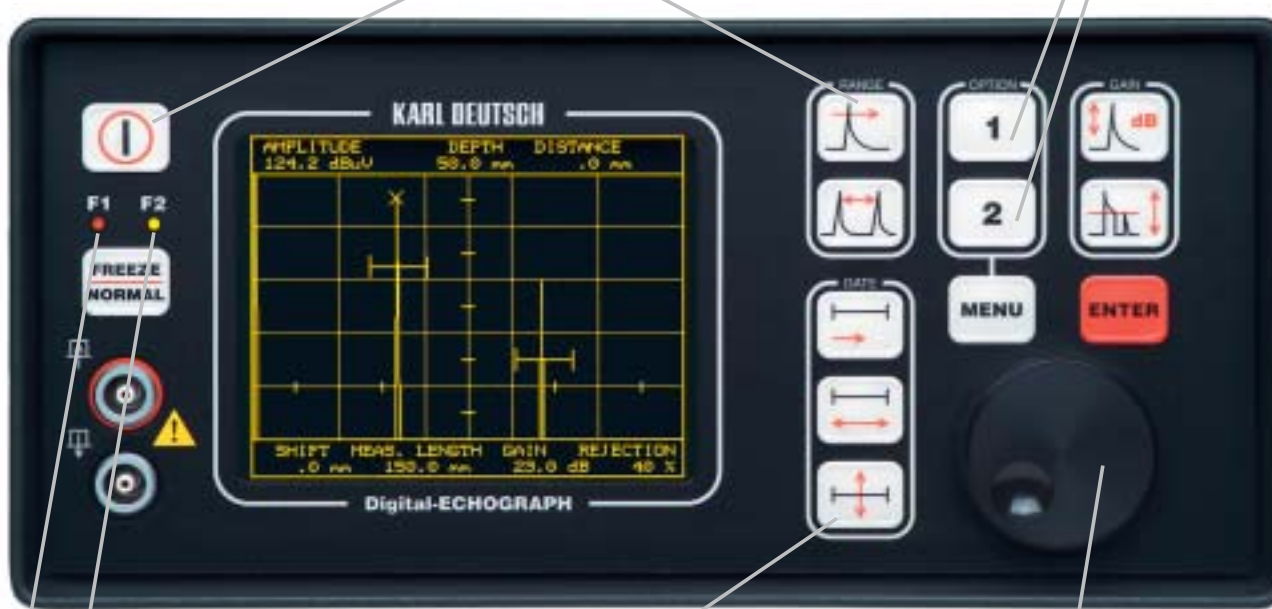 KARL DEUTSCH
AMPLITUDE DEPTH DISTANCE
124.2 dBuV 50.0 mm .0 mm
SHIFT MEAS. LENGTH GAIN REJECTION
.0 mm 150.0 mm 29.0 dB 40 %
Digital-ECHOGRAPH
F1 F2
FREEZE
NORMAL
RANGE
OPTION
1
2
MENU
GAIN
dB
ENTER
GATE